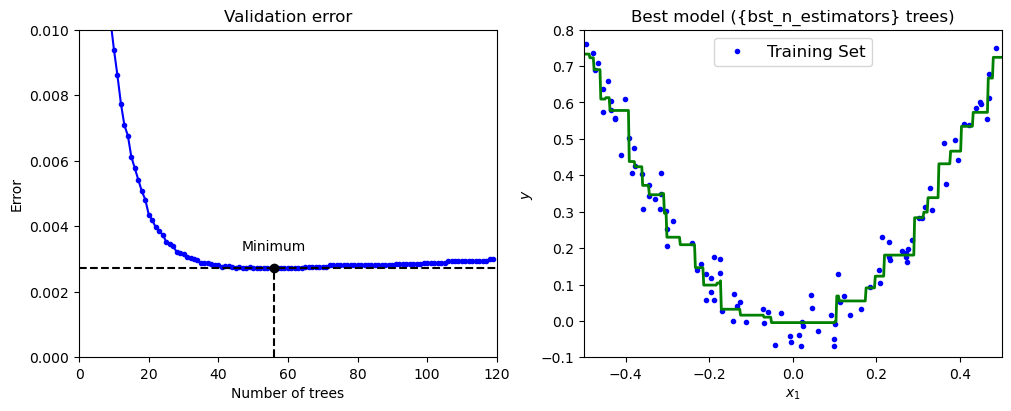 Validation error
0.010
0.008
0.006
0.004
0.002
0.000
Error
Minimum
0 20 40 60 80 100 120
Number of trees
Best model ({bst_n_estimators} trees)
0.8
0.7
0.6
0.5
0.4
0.3
0.2
0.1
0.0
−0.1
y
Training Set
−0.4 −0.2 0.0 0.2 0.4
x₁